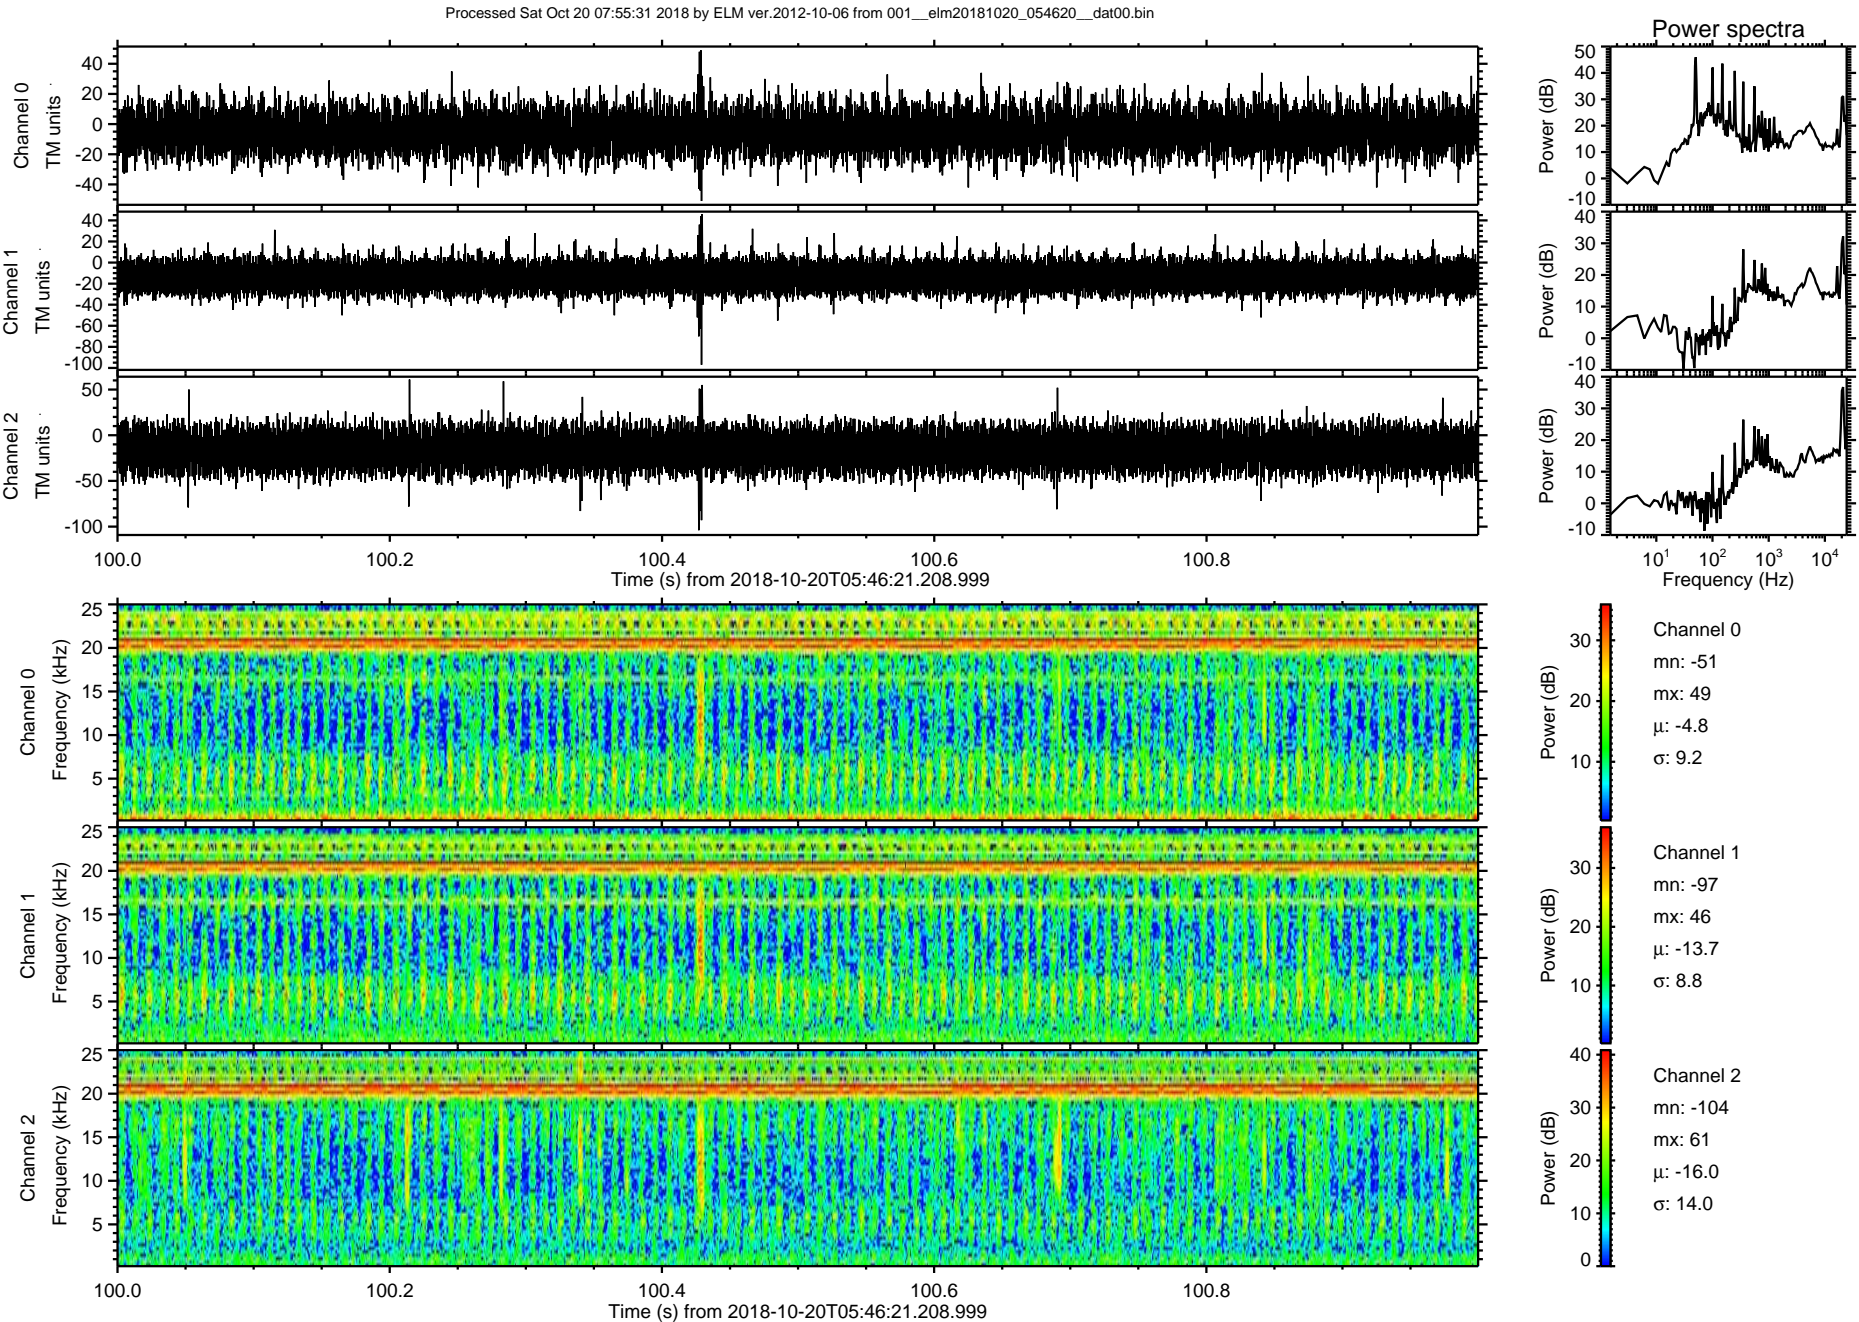 Processed Sat Oct 20 07:55:31 2018 by ELM ver.2012-10-06 from 001__elm20181020_054620__dat00.bin
Power spectra
Channel 0
TM units
40
20
0
-20
-40
Power (dB)
50
40
30
20
10
0
-10
Channel 1
TM units
40
20
0
-20
-40
-60
-80
-100
Power (dB)
40
30
20
10
0
-10
Channel 2
TM units
50
0
-50
-100
Power (dB)
40
30
20
10
0
-10
100.0 100.2 100.4 100.6 100.8
Time (s) from 2018-10-20T05:46:21.208.999
10^1 10^2 10^3 10^4
Frequency (Hz)
Channel 0
Frequency (kHz)
25
20
15
10
5
Power (dB)
30
20
10
Channel 0
mn: -51
mx: 49
μ: -4.8
σ: 9.2
Channel 1
Frequency (kHz)
25
20
15
10
5
Power (dB)
30
20
10
Channel 1
mn: -97
mx: 46
μ: -13.7
σ: 8.8
Channel 2
Frequency (kHz)
25
20
15
10
5
Power (dB)
40
30
20
10
0
Channel 2
mn: -104
mx: 61
μ: -16.0
σ: 14.0
100.0 100.2 100.4 100.6 100.8
Time (s) from 2018-10-20T05:46:21.208.999